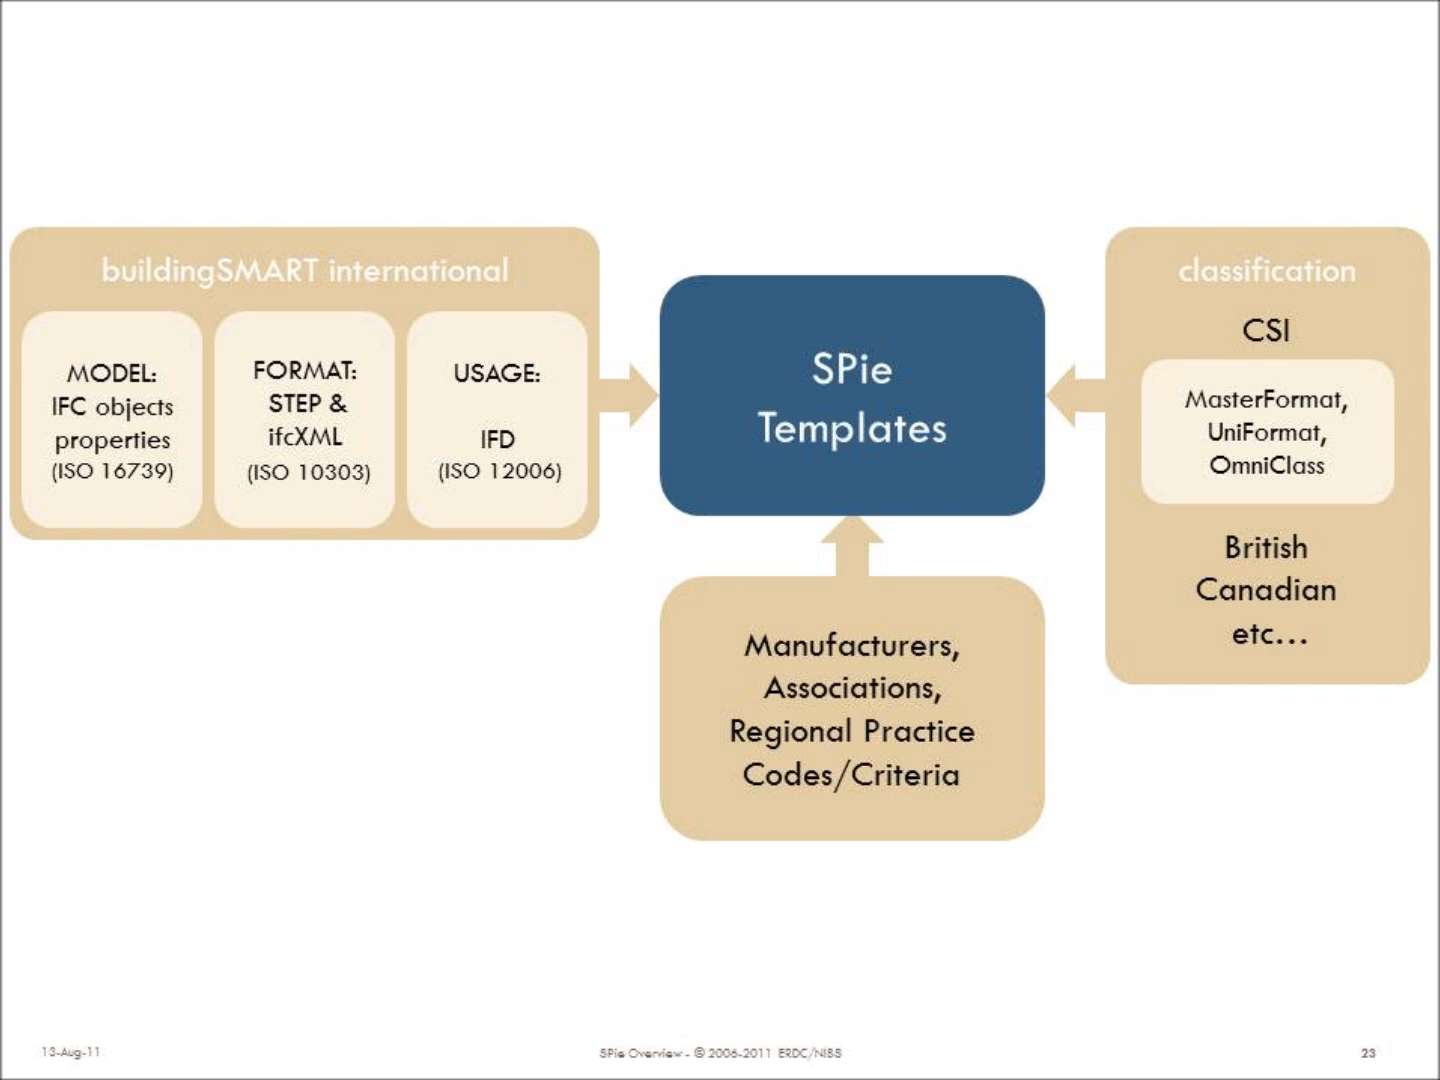 buildingSMART international
MODEL:
IFC objects
properties
(ISO 16739)
FORMAT:
STEP &
ifcXML
(ISO 10303)
USAGE:
IFD
(ISO 12006)
SPie
Templates
classification
CSI
MasterFormat,
UniFormat,
OmniClass
British
Canadian
etc...
Manufacturers,
Associations,
Regional Practice
Codes/Criteria
13-Aug-11
SPie Overview - © 2006-2011 ERDC/NIBS
23